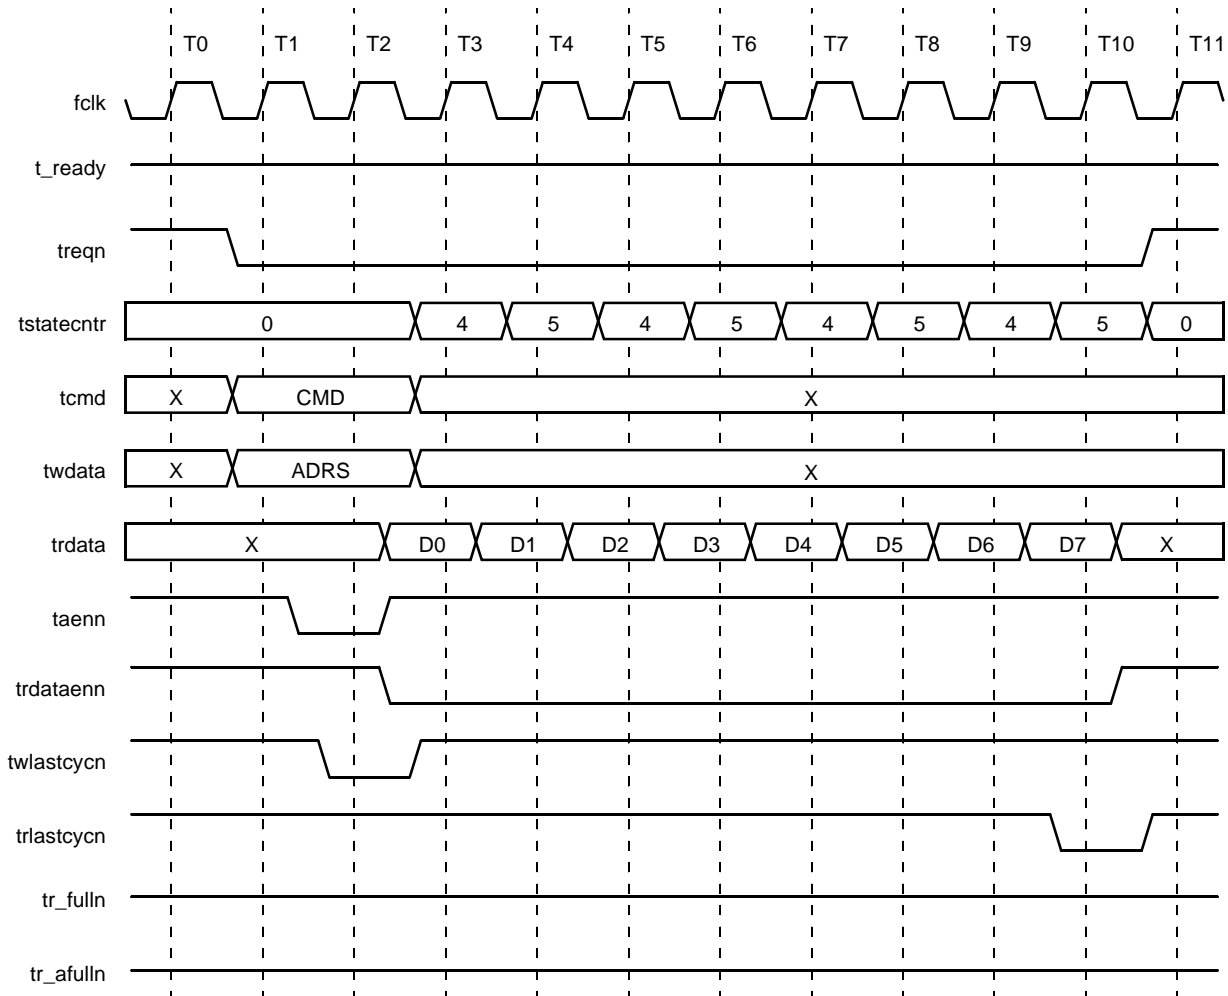 T0 T1 T2 T3 T4 T5 T6 T7 T8 T9 T10 T11
fclk
t_ready
treqn
tstatecntr 0 4 5 4 5 4 5 4 5 0
tcmd X CMD X
twdata X ADRS X
trdata X D0 D1 D2 D3 D4 D5 D6 D7 X
taenn
trdataenn
twlastcycn
trlastcycn
tr_fulln
tr_afulln